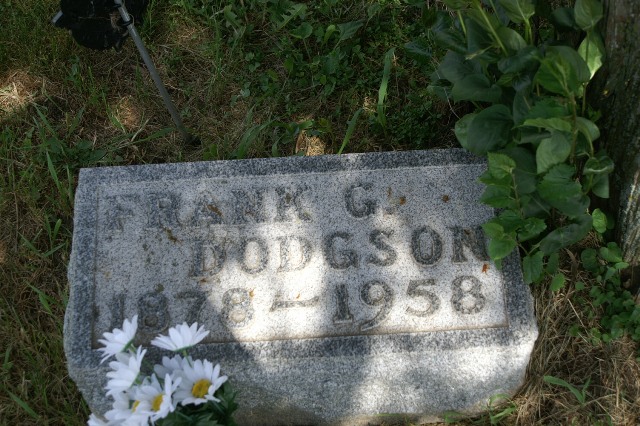 FRANK G.
DODGSON
1878 — 1958